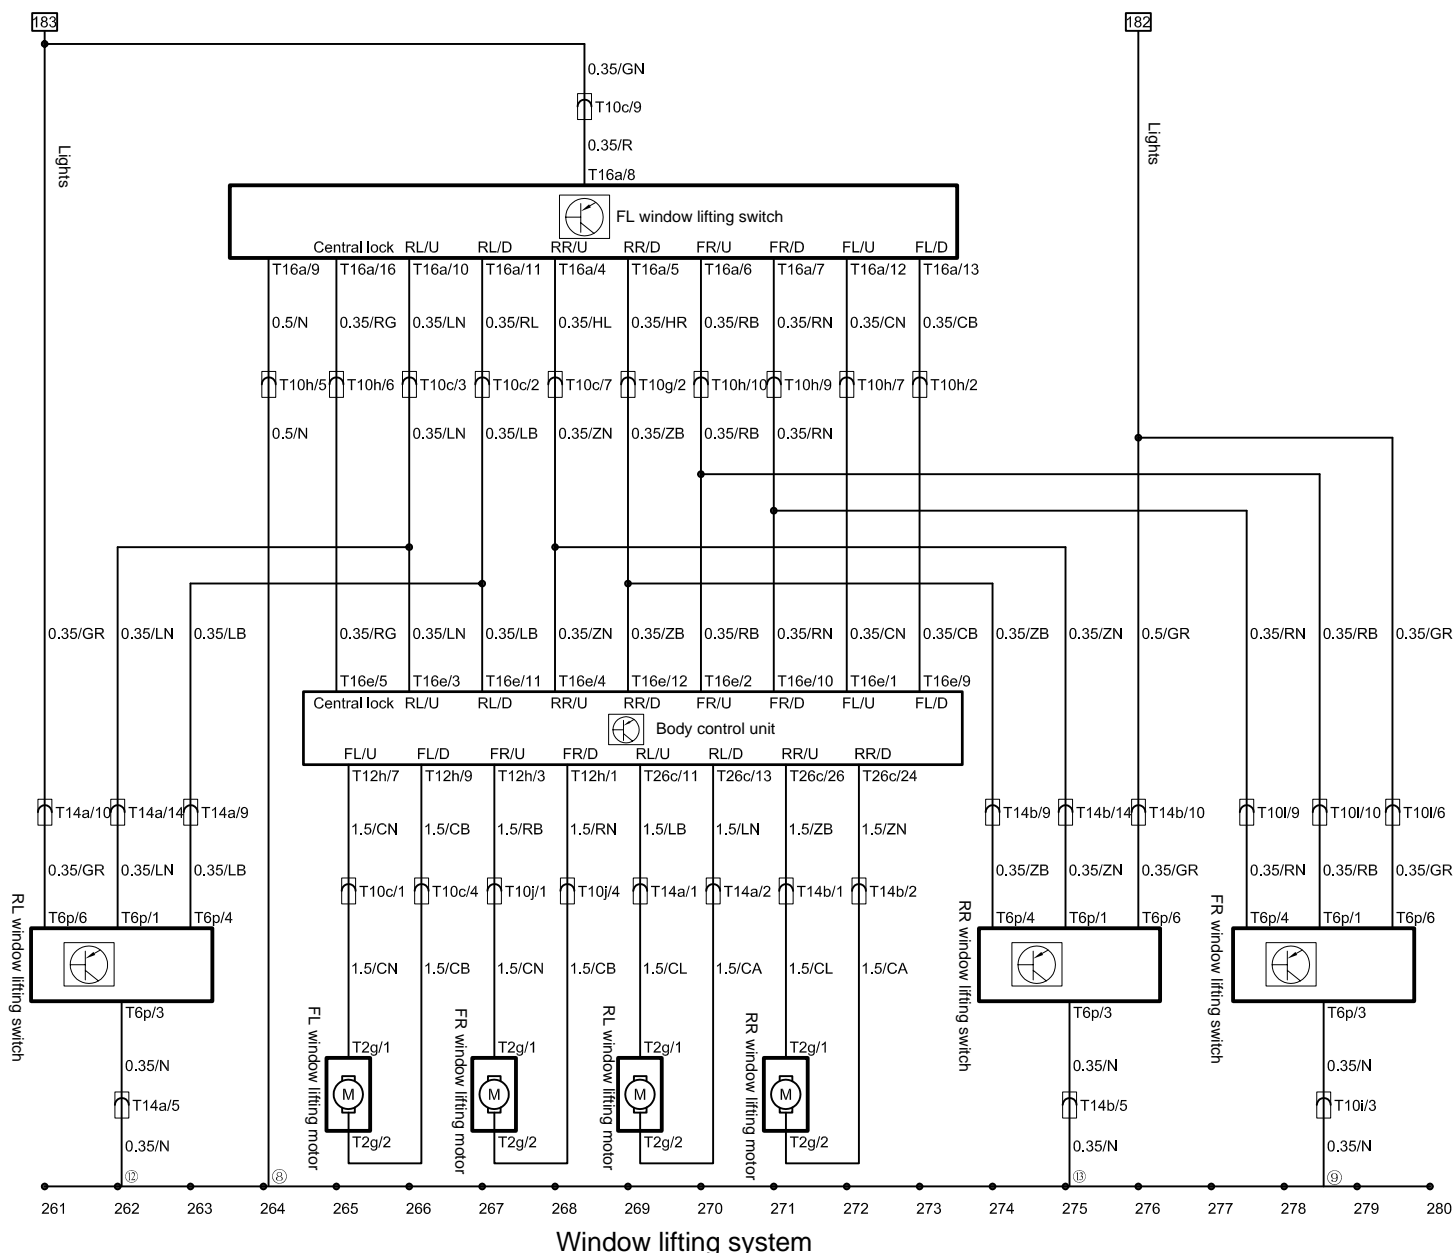 183
182
0.35/GN
T10c/9
0.35/R
Lights
Lights
T16a/8
FL window lifting switch
Central lock RL/U RL/D RR/U RR/D FR/U FR/D FL/U FL/D
T16a/9 T16a/16 T16a/10 T16a/11 T16a/4 T16a/5 T16a/6 T16a/7 T16a/12 T16a/13
0.5/N 0.35/RG 0.35/LN 0.35/RL 0.35/HL 0.35/HR 0.35/RB 0.35/RN 0.35/CN 0.35/CB
T10h/5 T10h/6 T10c/3 T10c/2 T10c/7 T10g/2 T10h/10 T10h/9 T10h/7 T10h/2
0.5/N 0.35/LN 0.35/LB 0.35/ZN 0.35/ZB 0.35/RB 0.35/RN
0.35/GR 0.35/LN 0.35/LB 0.35/RG 0.35/LN 0.35/LB 0.35/ZN 0.35/ZB 0.35/RB 0.35/RN 0.35/CN 0.35/CB 0.35/ZB 0.35/ZN 0.5/GR 0.35/RN 0.35/RB 0.35/GR
T16e/5 T16e/3 T16e/11 T16e/4 T16e/12 T16e/2 T16e/10 T16e/1 T16e/9
Central lock RL/U RL/D RR/U RR/D FR/U FR/D FL/U FL/D
Body control unit
FL/U FL/D FR/U FR/D RL/U RL/D RR/U RR/D
T12h/7 T12h/9 T12h/3 T12h/1 T26c/11 T26c/13 T26c/26 T26c/24
T14a/10 T14a/14 T14a/9 T14b/9 T14b/14 T14b/10 T10l/9 T10l/10 T10l/6
1.5/CN 1.5/CB 1.5/RB 1.5/RN 1.5/LB 1.5/LN 1.5/ZB 1.5/ZN
0.35/GR 0.35/LN 0.35/LB 0.35/ZB 0.35/ZN 0.35/GR 0.35/RN 0.35/RB 0.35/GR
T10c/1 T10c/4 T10j/1 T10j/4 T14a/1 T14a/2 T14b/1 T14b/2
T6p/6 T6p/1 T6p/4 T6p/4 T6p/1 T6p/6 T6p/4 T6p/1 T6p/6
RL window lifting switch
RR window lifting switch
FR window lifting switch
1.5/CN 1.5/CB 1.5/CN 1.5/CB 1.5/CL 1.5/CA 1.5/CL 1.5/CA
T6p/3 T6p/3 T6p/3
FL window lifting motor
FR window lifting motor
RL window lifting motor
RR window lifting motor
T2g/1 T2g/1 T2g/1 T2g/1
0.35/N 0.35/N 0.35/N
M M M M
T14a/5 T14b/5 T10i/3
T2g/2 T2g/2 T2g/2 T2g/2
0.35/N 0.35/N 0.35/N
⑫ ⑧ ⑬ ⑨
261 262 263 264 265 266 267 268 269 270 271 272 273 274 275 276 277 278 279 280
Window lifting system